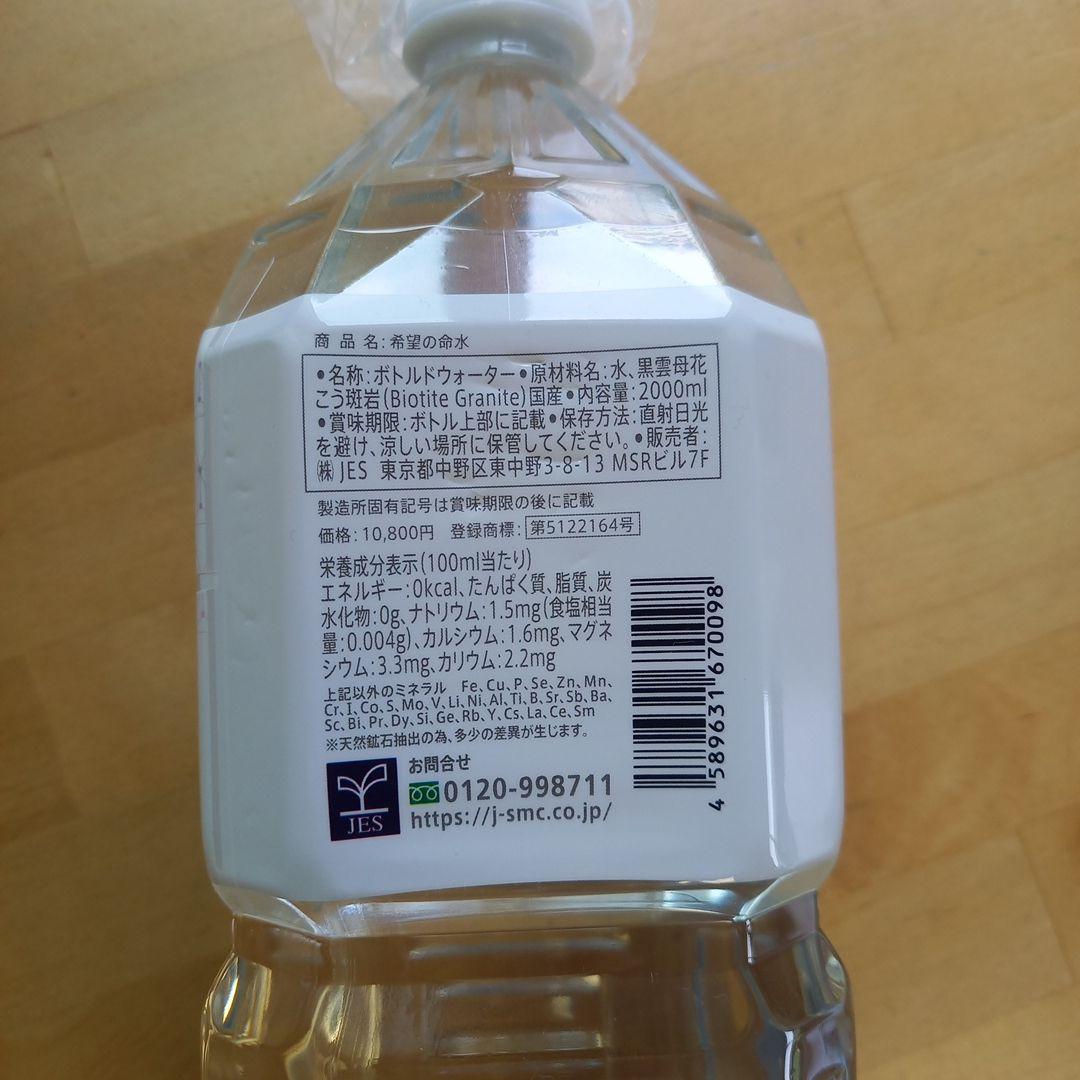 商品名:希望の命水
•名称:ボトルドウォーター•原材料名:水、黒雲母花
こう斑岩(Biotite Granite)国産•内容量:2000ml
•賞味期限:ボトル上部に記載•保存方法:直射日光
を避け、涼しい場所に保管してください。•販売者:
㈱JES 東京都中野区東中野3-8-13 MSRビル7F
製造所固有記号は賞味期限の後に記載
価格:10,800円 登録商標:第5122164号
栄養成分表示(100ml当たり)
エネルギー:0kcal、たんぱく質、脂質、炭
水化物:0g、ナトリウム:1.5mg(食塩相当
量:0.004g)、カルシウム:1.6mg、マグネ
シウム:3.3mg、カリウム:2.2mg
上記以外のミネラル Fe、Cu、P、Se、Zn、Mn、
Cr、I、Co、S、Mo、V、Li、Ni、Al、Ti、B、Sr、Sb、Ba、
Sc、Bi、Pr、Dy、Si、Ge、Rb、Y、Cs、La、Ce、Sm
※天然鉱石抽出の為、多少の差異が生じます。
JES
お問合せ
0120-998711
https://j-smc.co.jp/
4 589631 670098